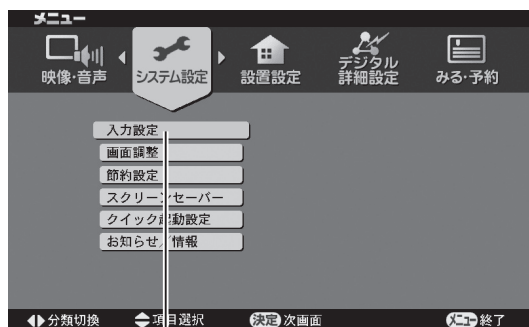 メニュー
映像・音声
システム設定
設置設定
デジタル
詳細設定
みる・予約
入力設定
画面調整
節約設定
スクリーンセーバー
クイック起動設定
お知らせ/情報
分類切換 項目選択 決定 次画面 メニュー 終了